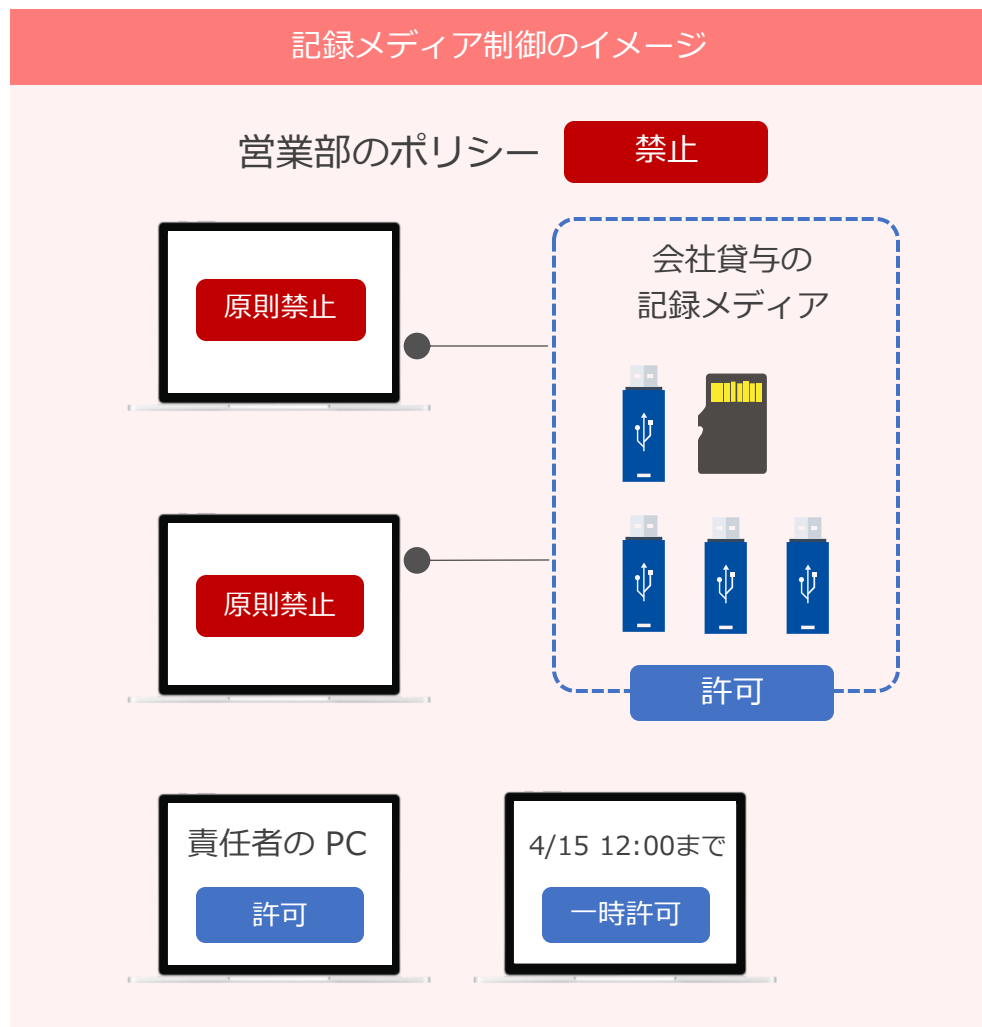 記録メディア制御のイメージ
営業部のポリシー 禁止
会社貸与の
記録メディア
原則禁止
原則禁止
許可
責任者の PC
許可
4/15 12:00まで
一時許可